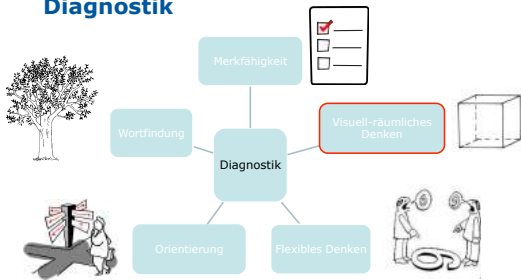 Diagnostik
Merkfähigkeit
Wortfindung
Visuell-räumliches
Denken
Diagnostik
Orientierung
Flexibles Denken